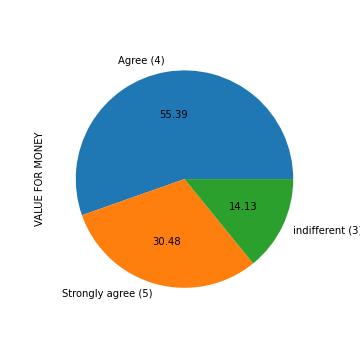 Agree (4)
55.39
VALUE FOR MONEY
14.13
indifferent (3)
30.48
Strongly agree (5)